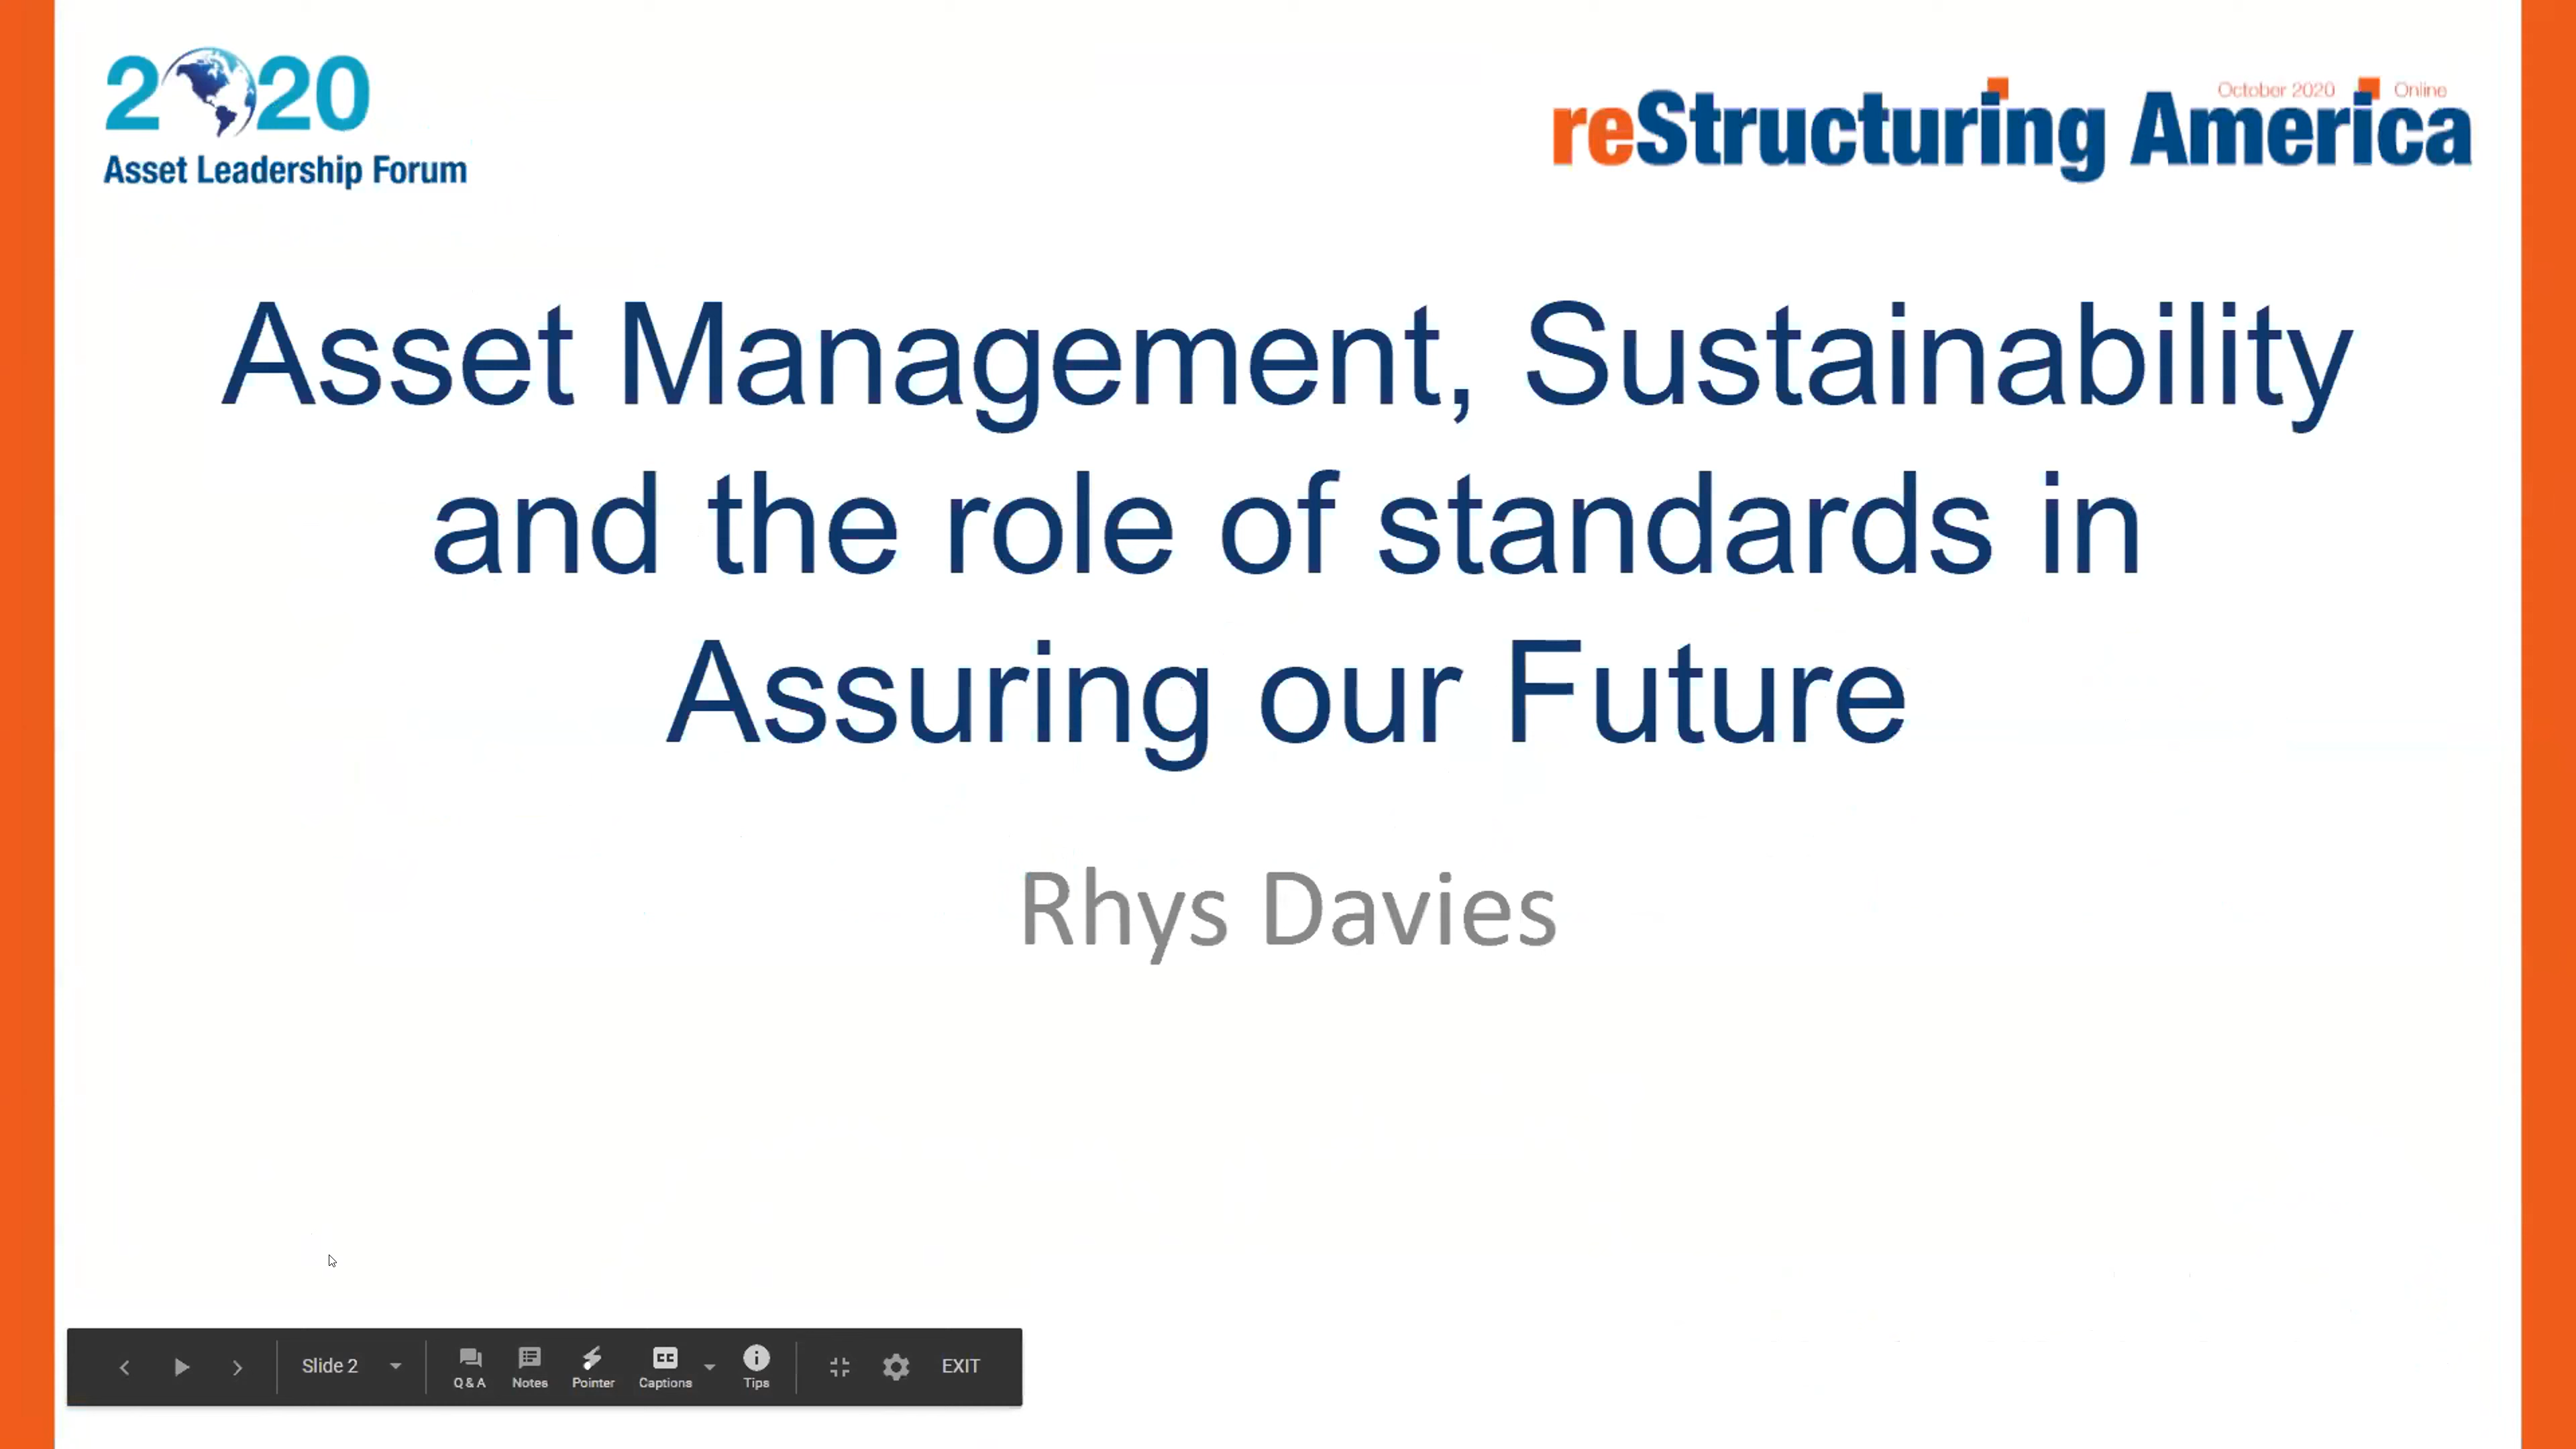 2020
Asset Leadership Forum
October 2020 Online
reStructuring America
Asset Management, Sustainability
and the role of standards in
Assuring our Future
Rhys Davies
Slide 2
Q & A
Notes
Pointer
CC
Captions
Tips
EXIT